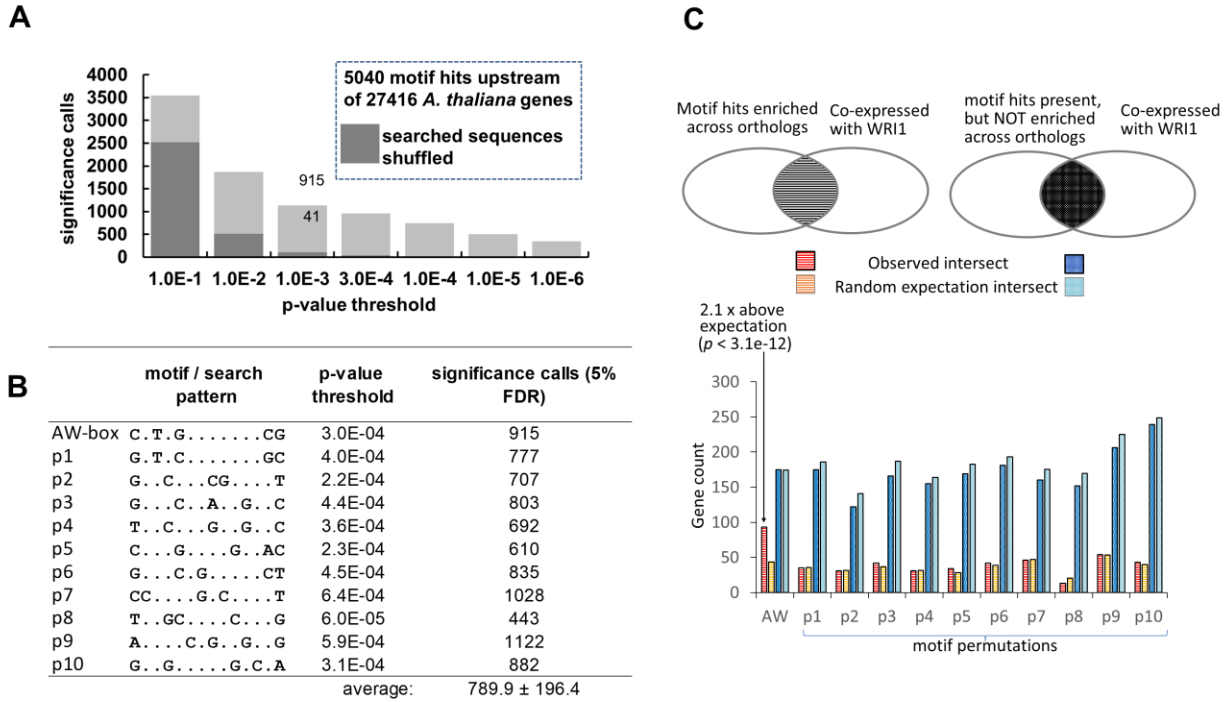 A
4000
3500
3000
2500
2000
1500
1000
500
0
significance calls
5040 motif hits upstream
of 27416 A. thaliana genes
searched sequences
shuffled
915
41
1.0E-1 1.0E-2 1.0E-3 3.0E-4 1.0E-4 1.0E-5 1.0E-6
p-value threshold
B
motif / search pattern p-value threshold significance calls (5% FDR)
AW-box C.T.G.......CG 3.0E-04 915
p1 G.T.C.......GC 4.0E-04 777
p2 G..C...CG....T 2.2E-04 707
p3 G...C...A..G..C 4.4E-04 803
p4 T..C....G..G..C 3.6E-04 692
p5 C...G....G..AC 2.3E-04 610
p6 G...C.G.....CT 4.5E-04 835
p7 CC....G.C....T 6.4E-04 1028
p8 T..GC....C...G 6.0E-05 443
p9 A....C.G..G..G 5.9E-04 1122
p10 G..G.....G.C.A 3.1E-04 882
average: 789.9 ± 196.4
C
Motif hits enriched
across orthologs
Co-expressed
with WRI1
motif hits present,
but NOT enriched
across orthologs
Co-expressed
with WRI1
Observed intersect
Random expectation intersect
2.1 x above
expectation
(p < 3.1e-12)
300
250
200
150
100
50
0
Gene count
AW p1 p2 p3 p4 p5 p6 p7 p8 p9 p10
motif permutations